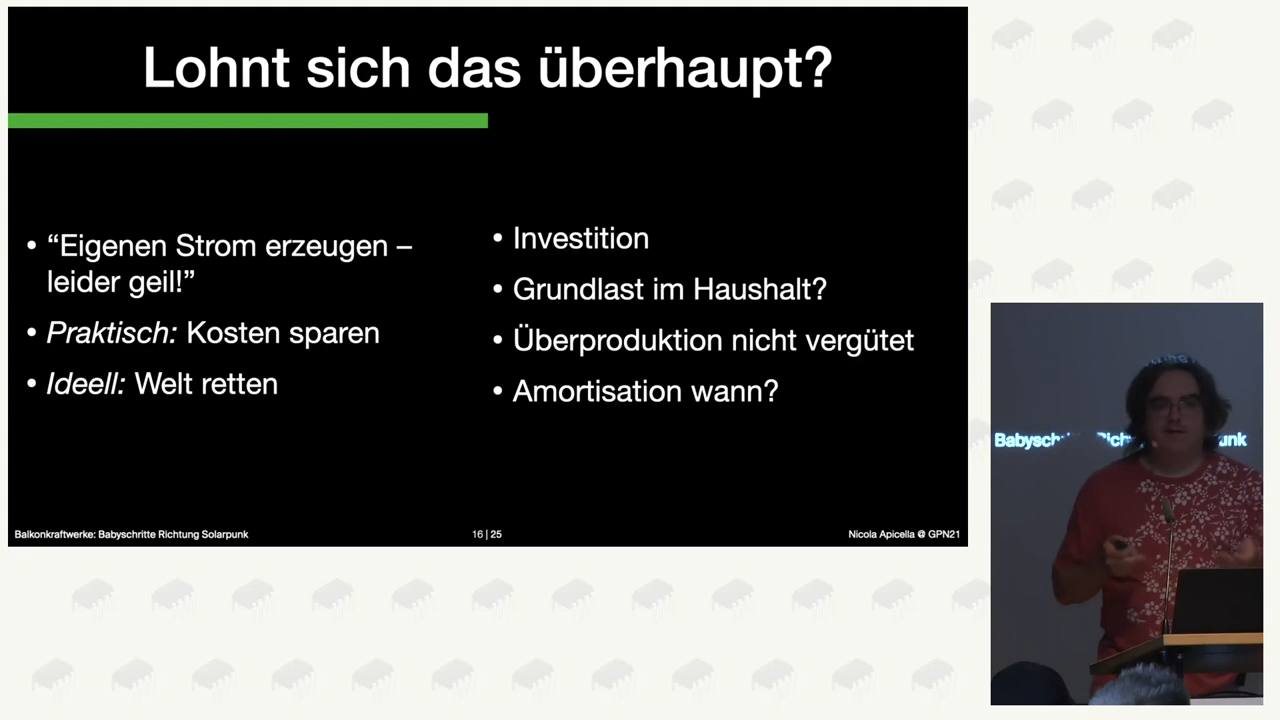 Lohnt sich das überhaupt?
• “Eigenen Strom erzeugen –
leider geil!”
• Praktisch: Kosten sparen
• Ideell: Welt retten
• Investition
• Grundlast im Haushalt?
• Überproduktion nicht vergütet
• Amortisation wann?
Balkonkraftwerke: Babyschritte Richtung Solarpunk
16 | 25
Nicola Apicella @ GPN21